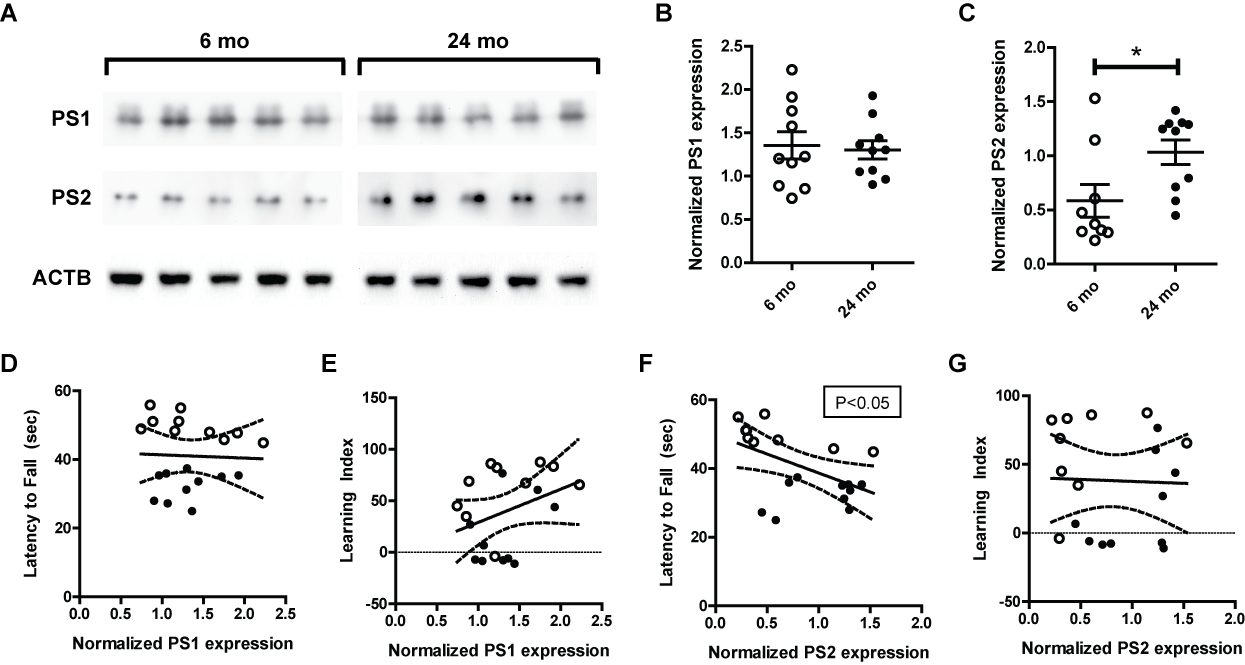 A
6 mo
24 mo
PS1
PS2
ACTB
B
Normalized PS1 expression
2.5
2.0
1.5
1.0
0.5
0.0
6 mo
24 mo
C
Normalized PS2 expression
2.0
1.5
1.0
0.5
0.0
*
6 mo
24 mo
D
Latency to Fall (sec)
60
40
20
0
0.0 0.5 1.0 1.5 2.0 2.5
Normalized PS1 expression
E
Learning Index
150
100
50
0
-50
0.0 0.5 1.0 1.5 2.0 2.5
Normalized PS1 expression
F
Latency to Fall (sec)
60
40
20
0
P<0.05
0.0 0.5 1.0 1.5 2.0
Normalized PS2 expression
G
Learning Index
100
50
0
-50
0.0 0.5 1.0 1.5 2.0
Normalized PS2 expression